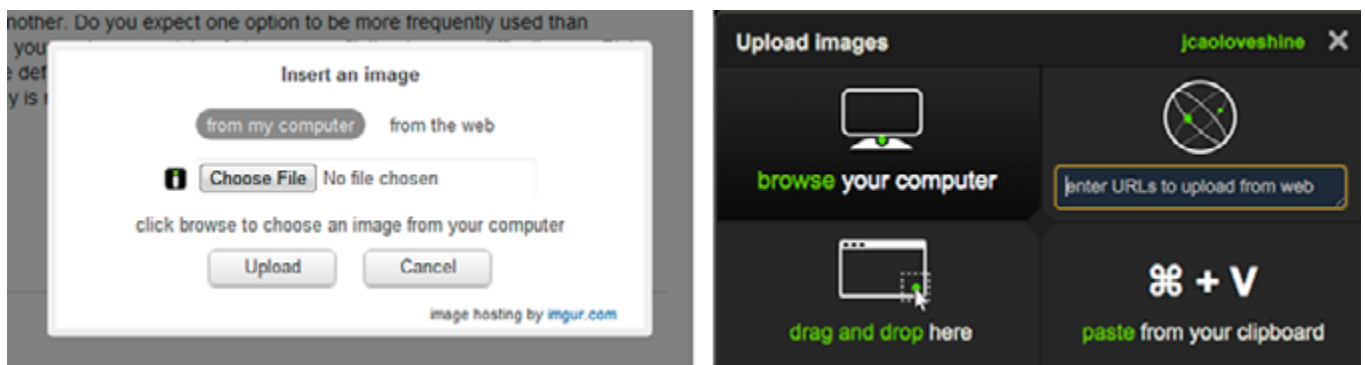 nother. Do you expect one option to be more frequently used than
you
e def
y is
Insert an image
from my computer from the web
Choose File No file chosen
click browse to choose an image from your computer
Upload Cancel
image hosting by imgur.com
Upload images jcaoloveshine
browse your computer
enter URLs to upload from web
drag and drop here
⌘ + V
paste from your clipboard